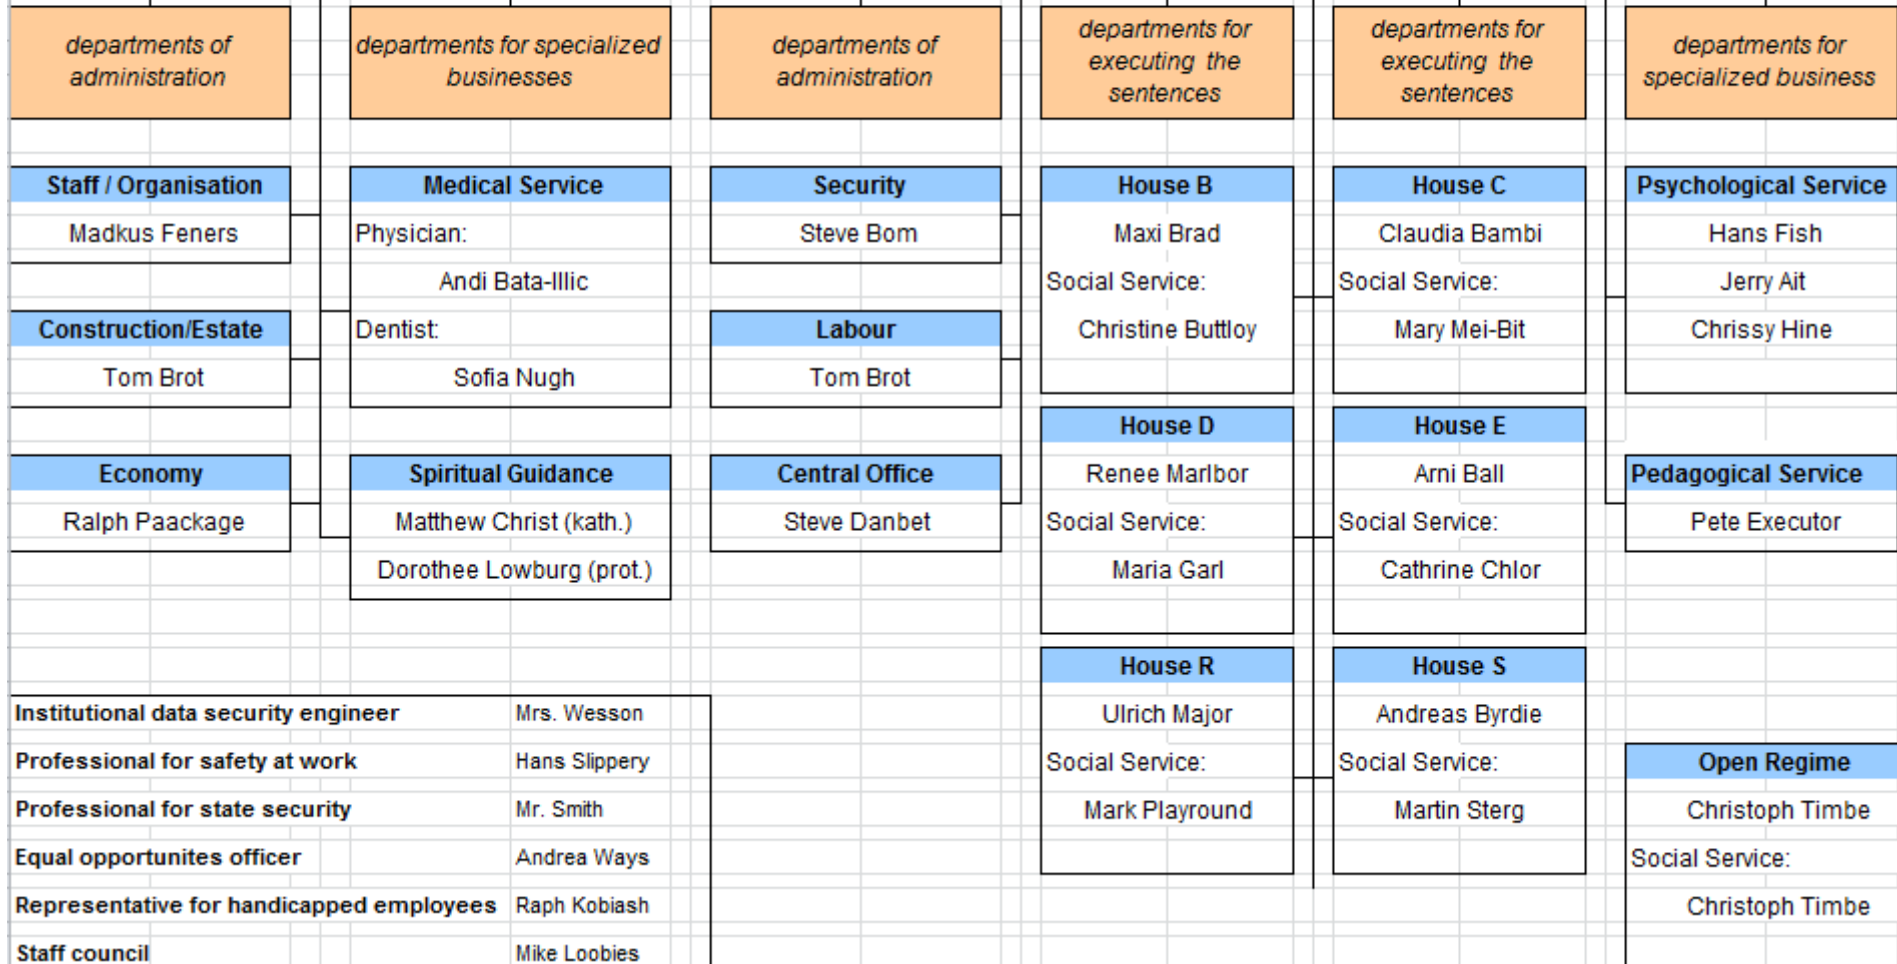 departments of
administration
departments for specialized
businesses
departments of
administration
departments for
executing the
sentences
departments for
executing the
sentences
departments for
specialized business
Staff / Organisation
Madkus Feners
Construction/Estate
Tom Brot
Economy
Ralph Paackage
Medical Service
Physician:
Andi Bata-Illic
Dentist:
Sofia Nugh
Spiritual Guidance
Matthew Christ (kath.)
Dorothee Lowburg (prot.)
Security
Steve Bom
Labour
Tom Brot
Central Office
Steve Danbet
House B
Maxi Brad
Social Service:
Christine Buttloy
House D
Renee Marlbor
Social Service:
Maria Garl
House R
Ulrich Major
Social Service:
Mark Playround
House C
Claudia Bambi
Social Service:
Mary Mei-Bit
House E
Arni Ball
Social Service:
Cathrine Chlor
House S
Andreas Byrdie
Social Service:
Martin Sterg
Psychological Service
Hans Fish
Jerry Ait
Chrissy Hine
Pedagogical Service
Pete Executor
Open Regime
Christoph Timbe
Social Service:
Christoph Timbe
Institutional data security engineer Mrs. Wesson
Professional for safety at work Hans Slippery
Professional for state security Mr. Smith
Equal opportunites officer Andrea Ways
Representative for handicapped employees Raph Kobiash
Staff council Mike Loobies